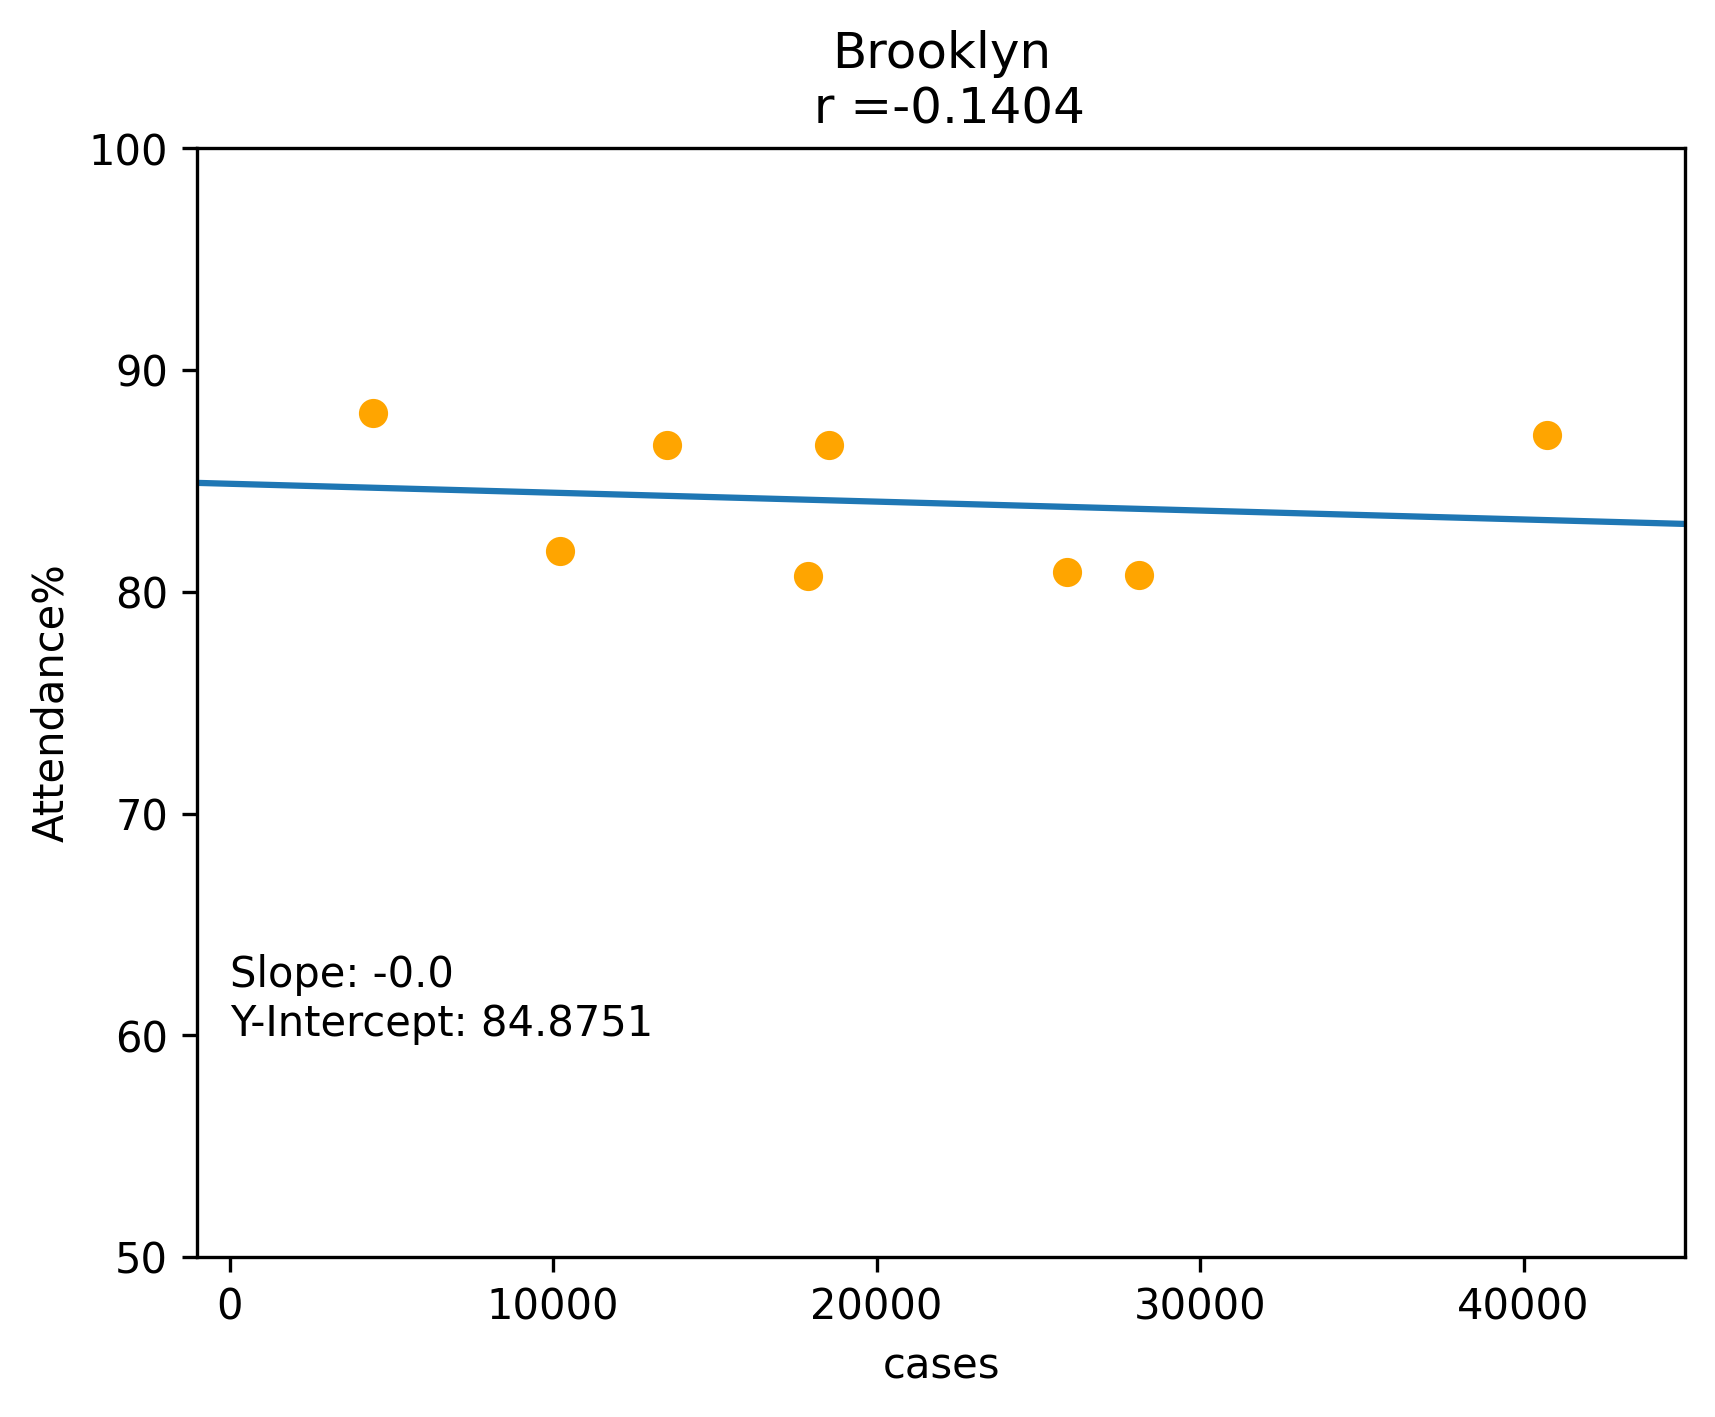 Brooklyn
r =-0.1404
100
90
80
70
60
50
Attendance%
Slope: -0.0
Y-Intercept: 84.8751
0 10000 20000 30000 40000
cases